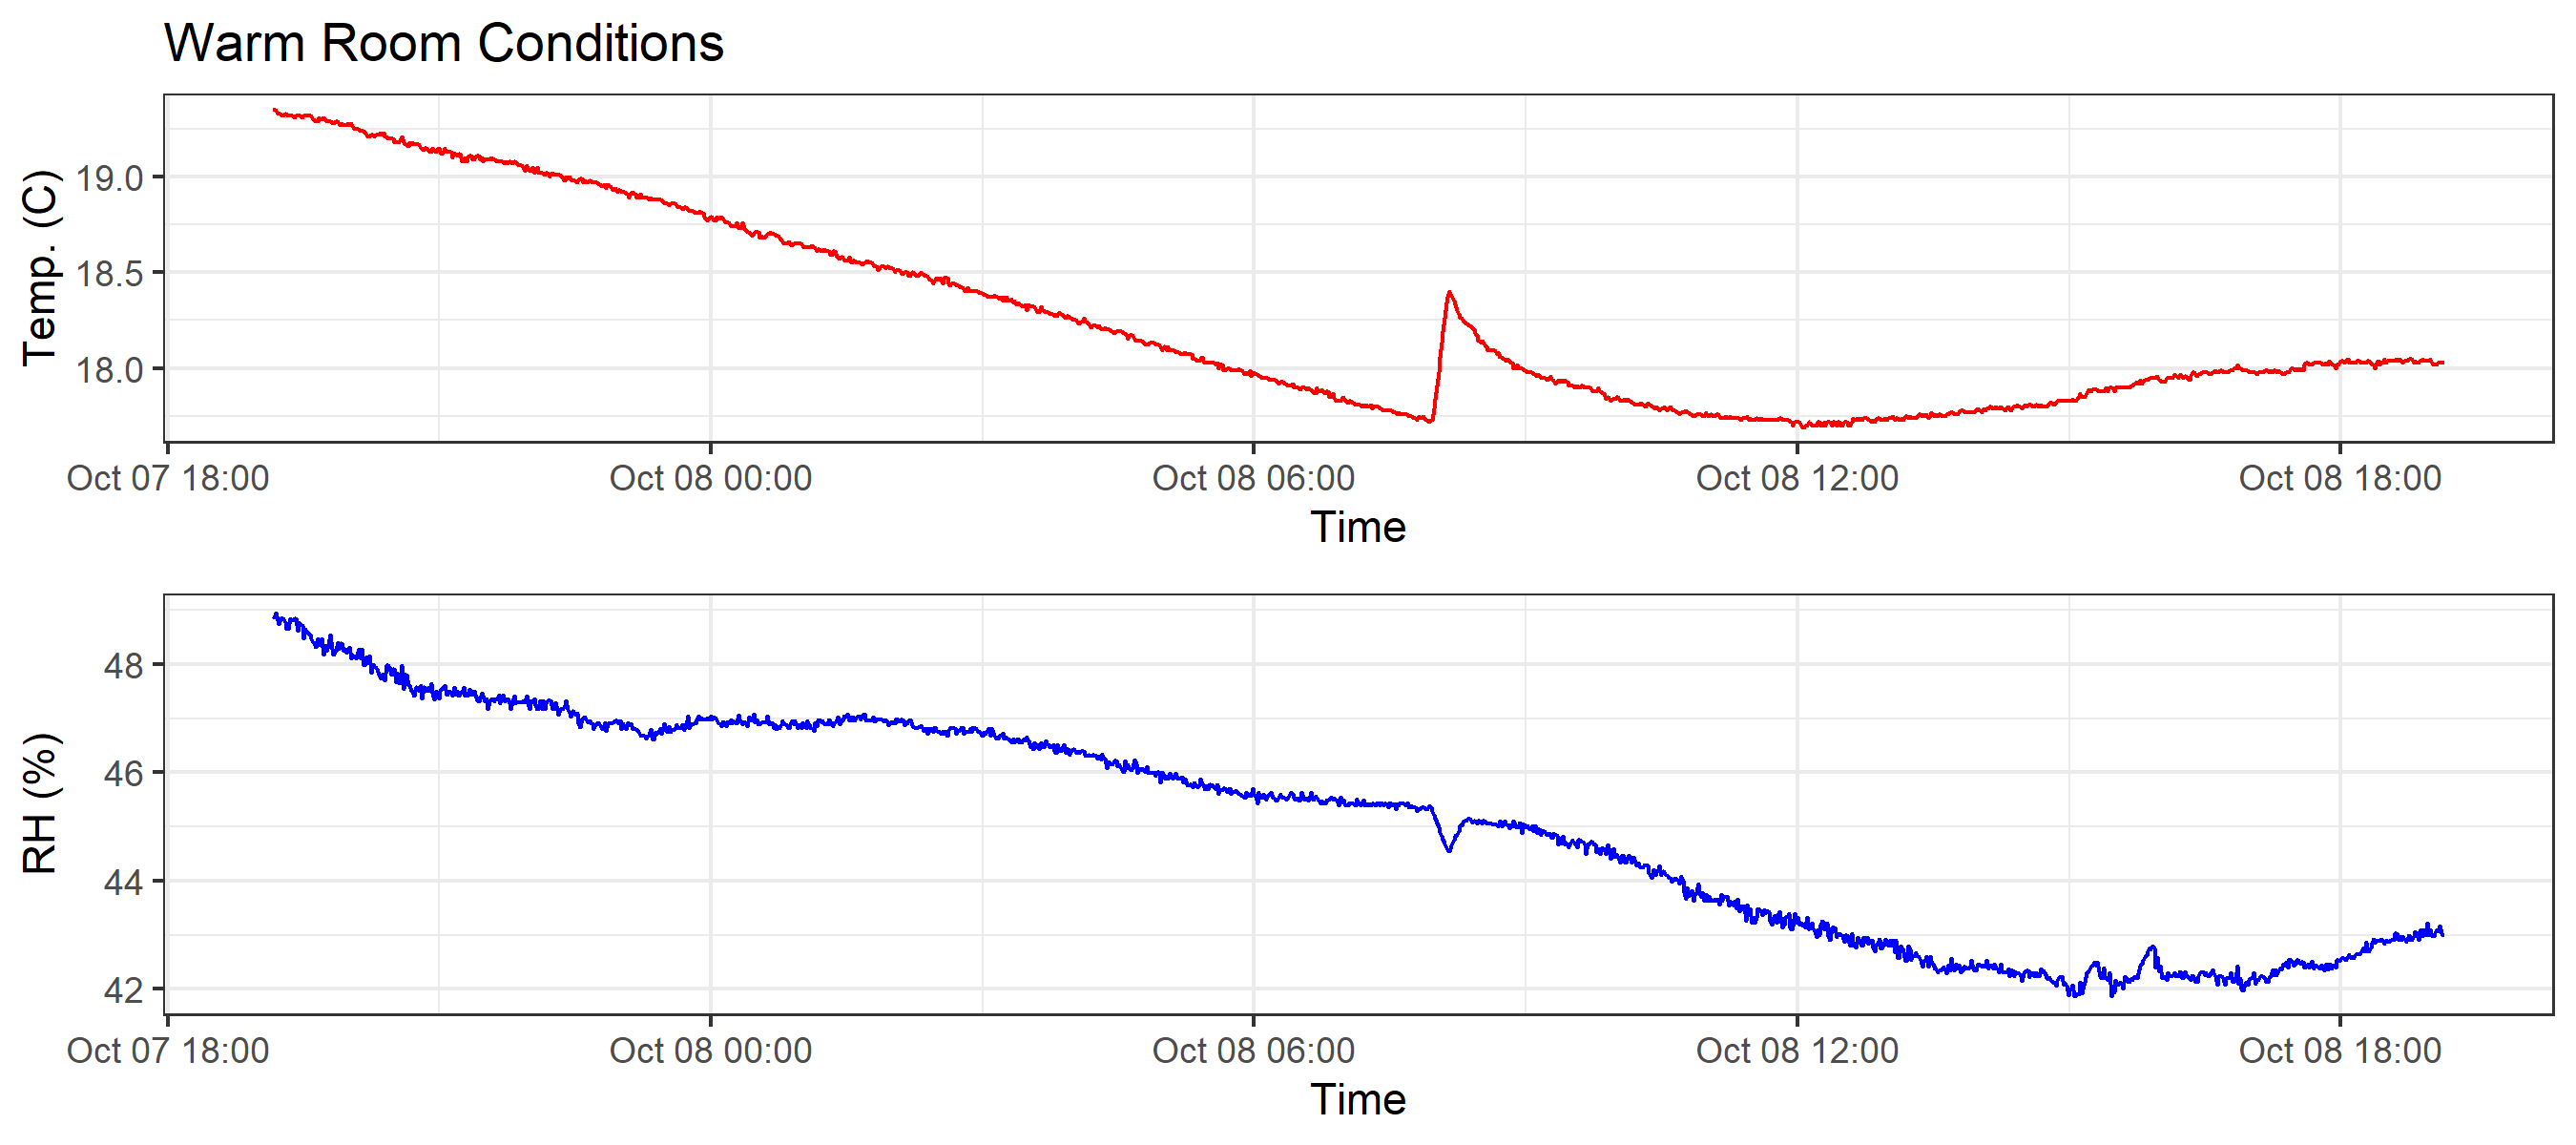 Warm Room Conditions
Temp. (C)
19.0
18.5
18.0
Oct 07 18:00 Oct 08 00:00 Oct 08 06:00 Oct 08 12:00 Oct 08 18:00
Time
RH (%)
48
46
44
42
Oct 07 18:00 Oct 08 00:00 Oct 08 06:00 Oct 08 12:00 Oct 08 18:00
Time